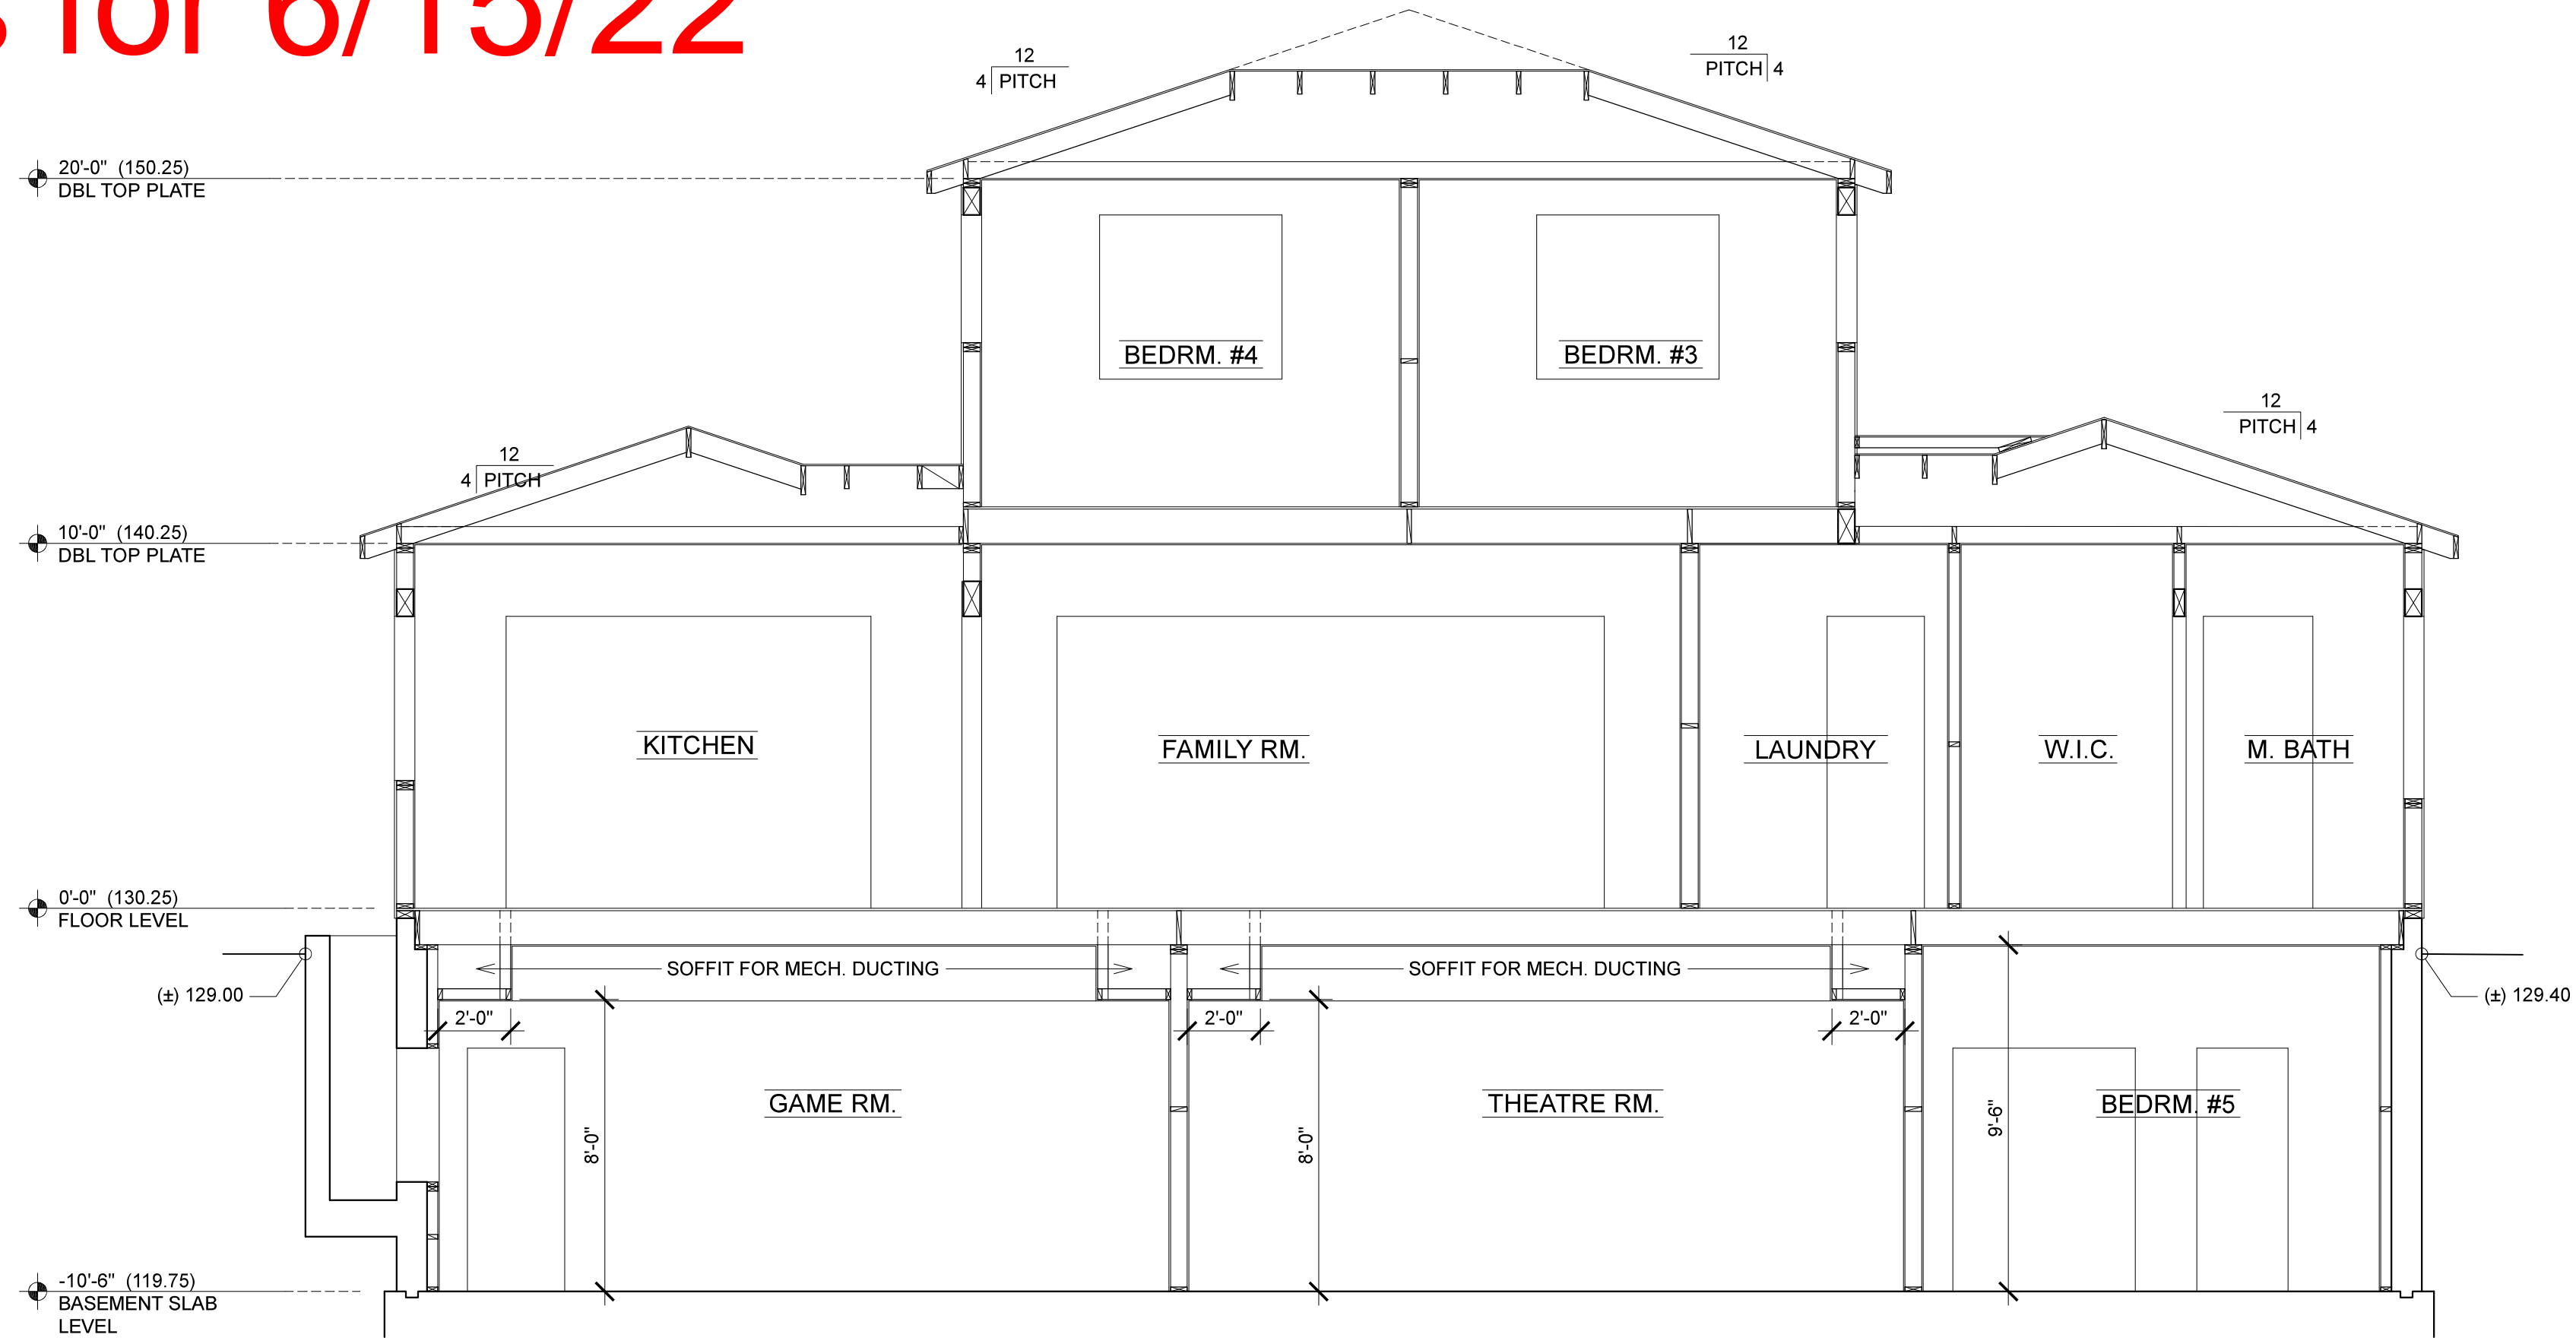 for 6/15/22
12
4 PITCH
12
PITCH 4
20'-0" (150.25)
DBL TOP PLATE
BEDRM. #4
BEDRM. #3
12
4 PITCH
12
PITCH 4
10'-0" (140.25)
DBL TOP PLATE
KITCHEN
FAMILY RM.
LAUNDRY
W.I.C.
M. BATH
0'-0" (130.25)
FLOOR LEVEL
SOFFIT FOR MECH. DUCTING
SOFFIT FOR MECH. DUCTING
(±) 129.00
(±) 129.40
2'-0"
2'-0"
2'-0"
GAME RM.
THEATRE RM.
BEDRM. #5
8'-0"
8'-0"
9'-6"
-10'-6" (119.75)
BASEMENT SLAB
LEVEL